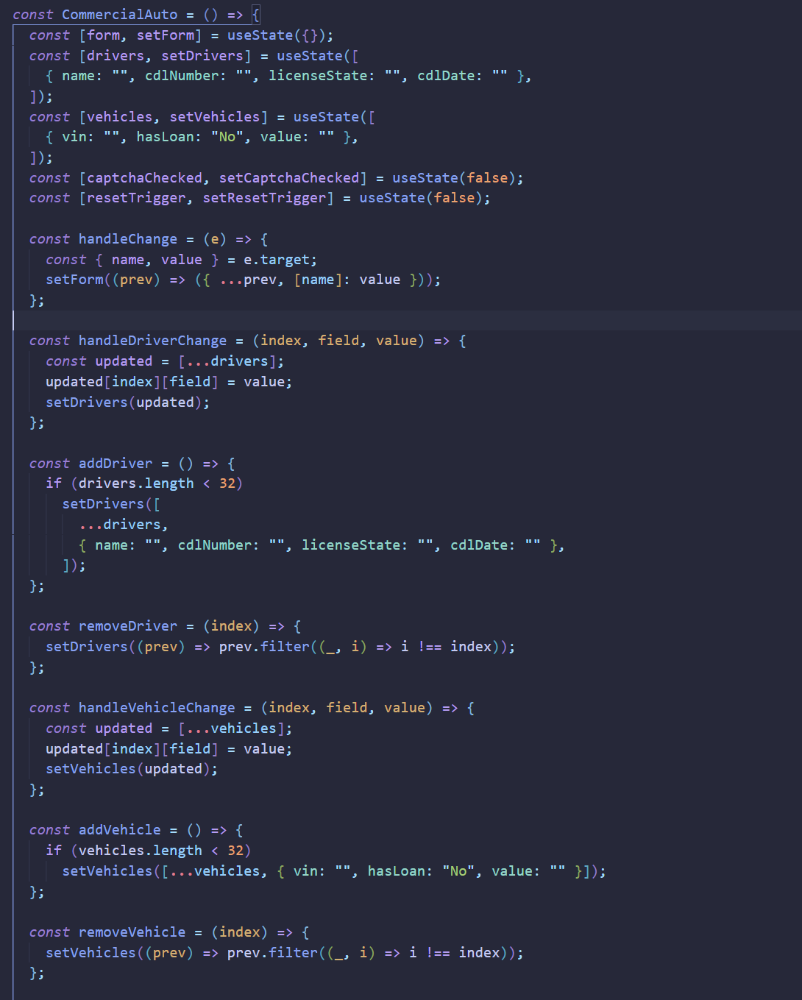 const CommercialAuto = () => {
  const [form, setForm] = useState({});
  const [drivers, setDrivers] = useState([
    { name: "", cdlNumber: "", licenseState: "", cdlDate: "" },
  ]);
  const [vehicles, setVehicles] = useState([
    { vin: "", hasLoan: "No", value: "" },
  ]);
  const [captchaChecked, setCaptchaChecked] = useState(false);
  const [resetTrigger, setResetTrigger] = useState(false);

  const handleChange = (e) => {
    const { name, value } = e.target;
    setForm((prev) => ({ ...prev, [name]: value }));
  };

  const handleDriverChange = (index, field, value) => {
    const updated = [...drivers];
    updated[index][field] = value;
    setDrivers(updated);
  };

  const addDriver = () => {
    if (drivers.length < 32)
      setDrivers([
        ...drivers,
        { name: "", cdlNumber: "", licenseState: "", cdlDate: "" },
      ]);
  };

  const removeDriver = (index) => {
    setDrivers((prev) => prev.filter((_, i) => i !== index));
  };

  const handleVehicleChange = (index, field, value) => {
    const updated = [...vehicles];
    updated[index][field] = value;
    setVehicles(updated);
  };

  const addVehicle = () => {
    if (vehicles.length < 32)
      setVehicles([...vehicles, { vin: "", hasLoan: "No", value: "" }]);
  };

  const removeVehicle = (index) => {
    setVehicles((prev) => prev.filter((_, i) => i !== index));
  };